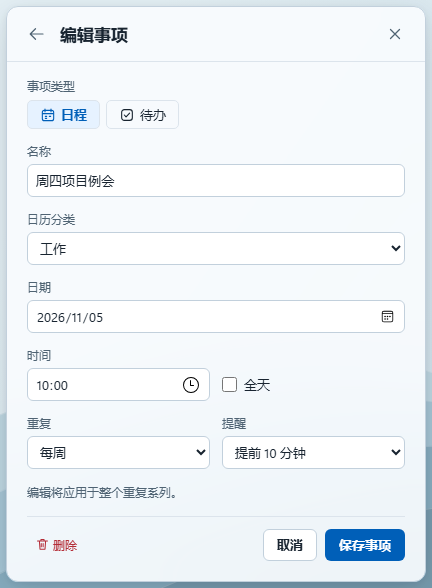 编辑事项
事项类型
日程 待办
名称
周四项目例会
日历分类
工作
日期
2026/11/05
时间
10:00 全天
重复 提醒
每周 提前 10 分钟
编辑将应用于整个重复系列。
删除 取消 保存事项